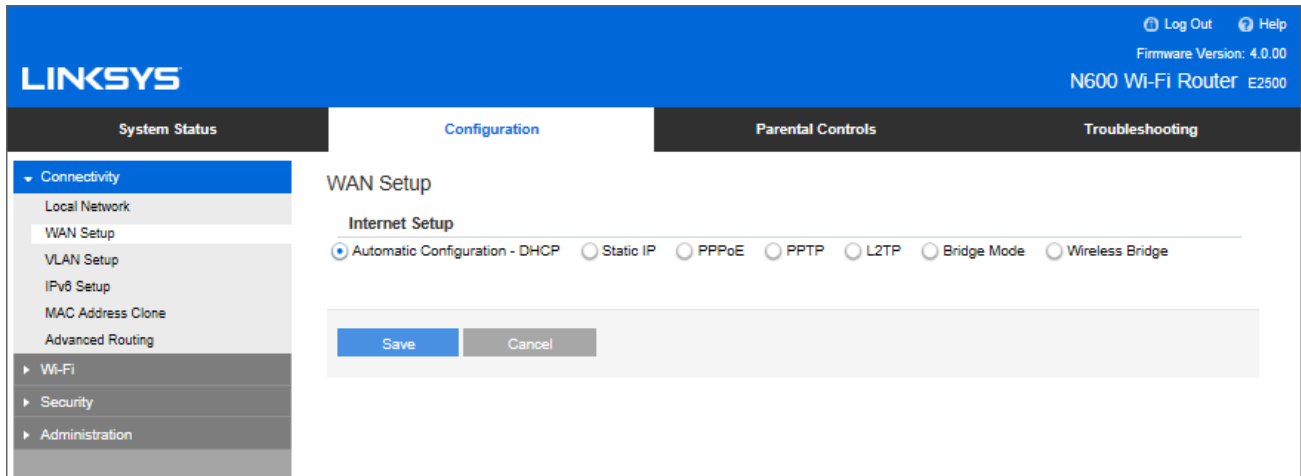 Log Out Help
Firmware Version: 4.0.00
LINKSYS
N600 Wi-Fi Router E2500
System Status Configuration Parental Controls Troubleshooting
Connectivity
Local Network
WAN Setup
VLAN Setup
IPv6 Setup
MAC Address Clone
Advanced Routing
Wi-Fi
Security
Administration
WAN Setup
Internet Setup
Automatic Configuration - DHCP Static IP PPPoE PPTP L2TP Bridge Mode Wireless Bridge
Save Cancel